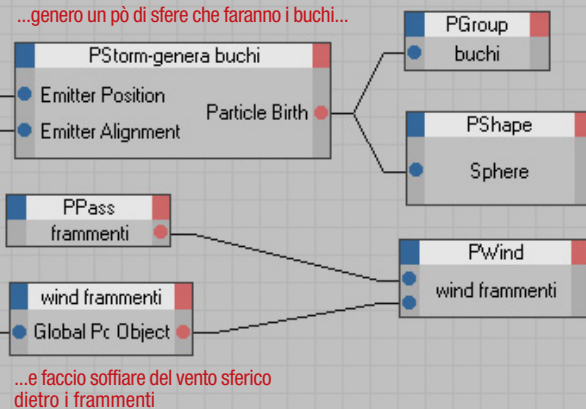 ...genero un pò di sfere che faranno i buchi...
PStorm-genera buchi
Emitter Position
Emitter Alignment
Particle Birth
PGroup
buchi
PShape
Sphere
PPass
frammenti
wind frammenti
Global Pc Object
PWind
wind frammenti
...e faccio soffiare del vento sferico
dietro i frammenti